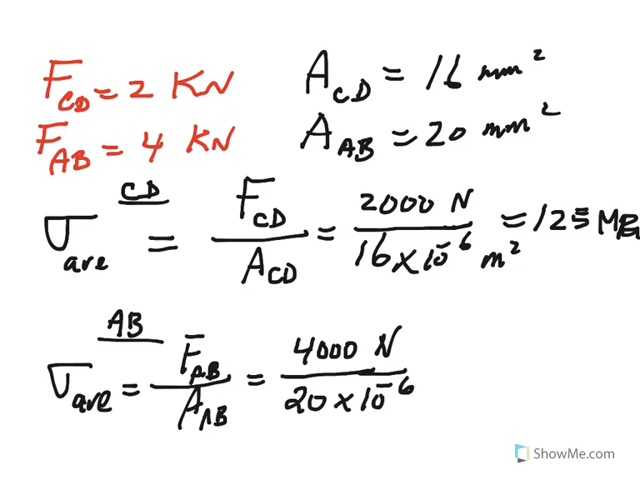 F_CD = 2 KN
A_CD = 16 mm²
F_AB = 4 KN
A_AB = 20 mm²
σ_ave CD = F_CD / A_CD = 2000 N / 16 × 10⁻⁶ m² = 125 MPa
σ_ave AB = F_AB / A_AB = 4000 N / 20 × 10⁻⁶
ShowMe.com